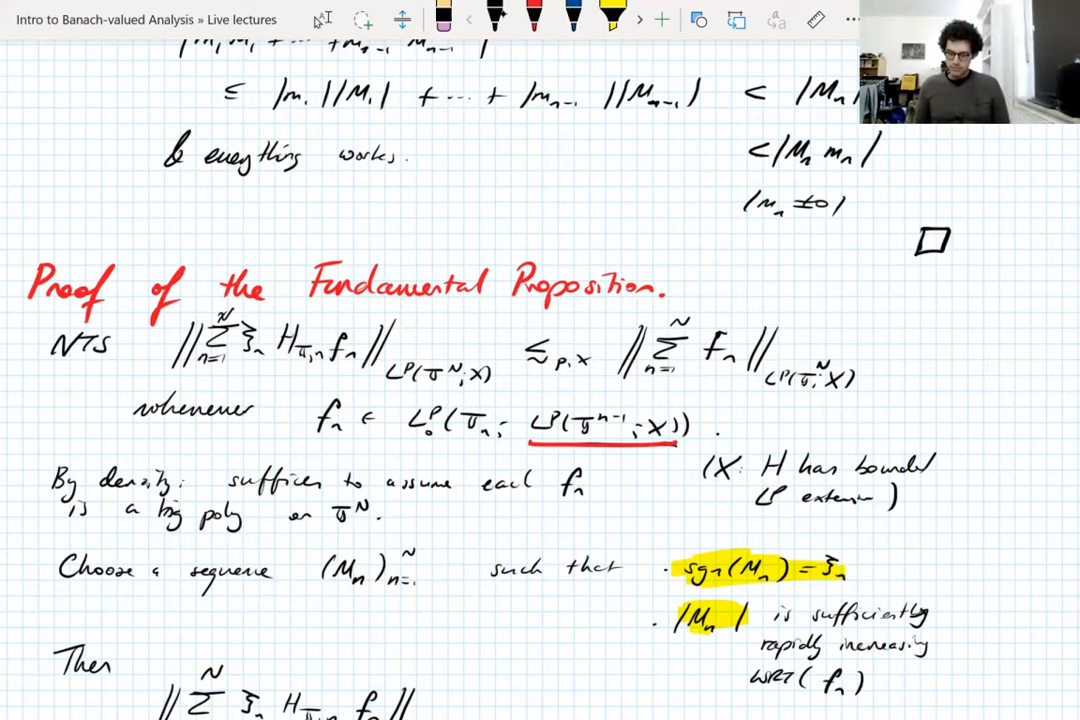 Intro to Banach-valued Analysis » Live lectures
≤ |m₁||M₁| + ... + |mₙ₋₁||Mₙ₋₁| < |Mₙ|
& everything works.
< |Mₙ mₙ|
(mₙ ≠ 0)
□
Proof of the Fundamental Proposition.
NTS ‖∑ₙ₌₁ᴺ ξₙ H_{𝕋,n} fₙ‖_{Lᵖ(𝕋ᴺ; X)} ≲_{p,X} ‖∑ₙ₌₁ᴺ fₙ‖_{Lᵖ(𝕋ᴺ; X)}
whenever fₙ ∈ L₀ᵖ(𝕋ₙ; Lᵖ(𝕋ⁿ⁻¹; X)).
(X: H has bounded
Lᵖ extension)
By density: suffices to assume each fₙ
is a trig poly on 𝕋ᴺ.
Choose a sequence (Mₙ)ₙ₌₁ᴺ such that · sgn(Mₙ) = ξₙ
· |Mₙ| is sufficiently
rapidly increasing
WRT (fₙ)
Then
‖∑ᴺ ξₙ H_{𝕋,n} fₙ‖